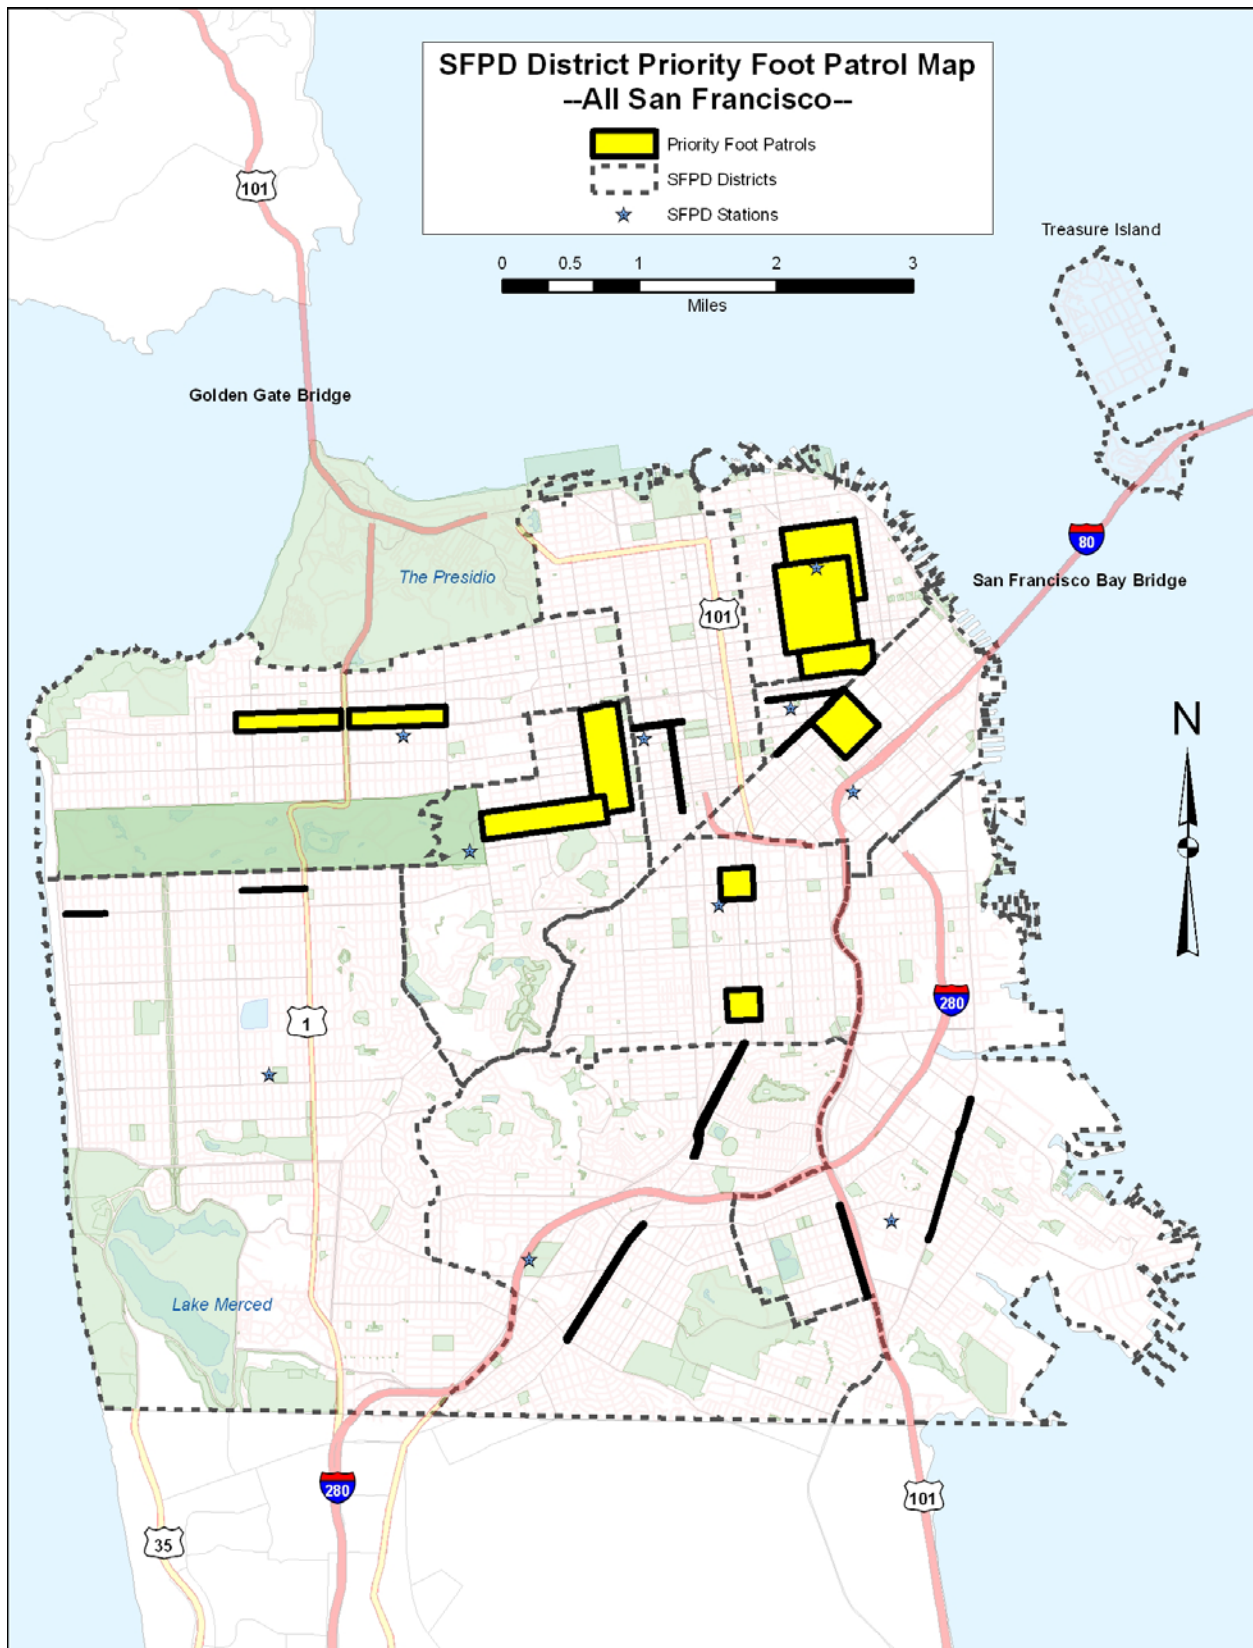 SFPD District Priority Foot Patrol Map
--All San Francisco--
Priority Foot Patrols
SFPD Districts
SFPD Stations
0 0.5 1 2 3
Miles
101
Treasure Island
Golden Gate Bridge
80
San Francisco Bay Bridge
The Presidio
101
N
280
1
Lake Merced
280
101
35